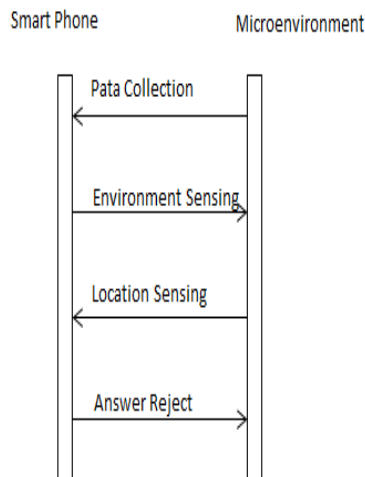 Smart Phone
Microenvironment
Pata Collection
Environment Sensing
Location Sensing
Answer Reject